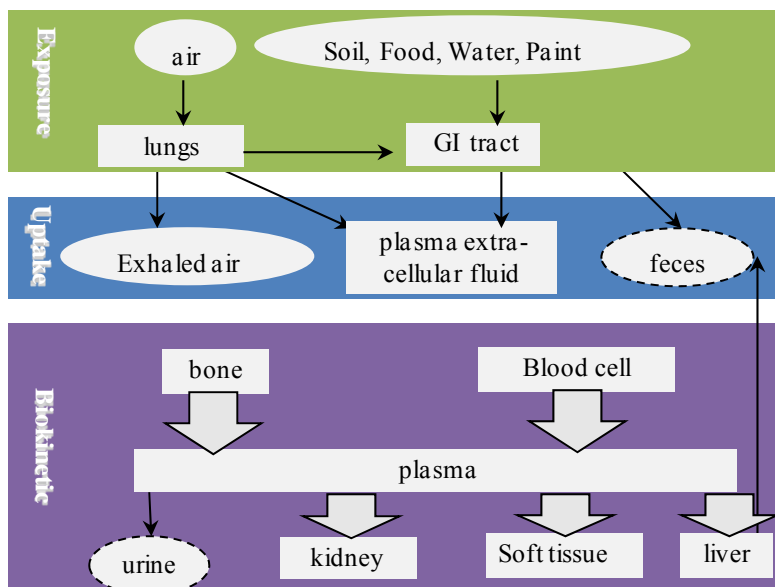 Exposure
air
Soil, Food, Water, Paint
lungs
GI tract
Uptake
Exhaled air
plasma extra-
cellular fluid
feces
Biokinetic
bone
Blood cell
plasma
urine
kidney
Soft tissue
liver